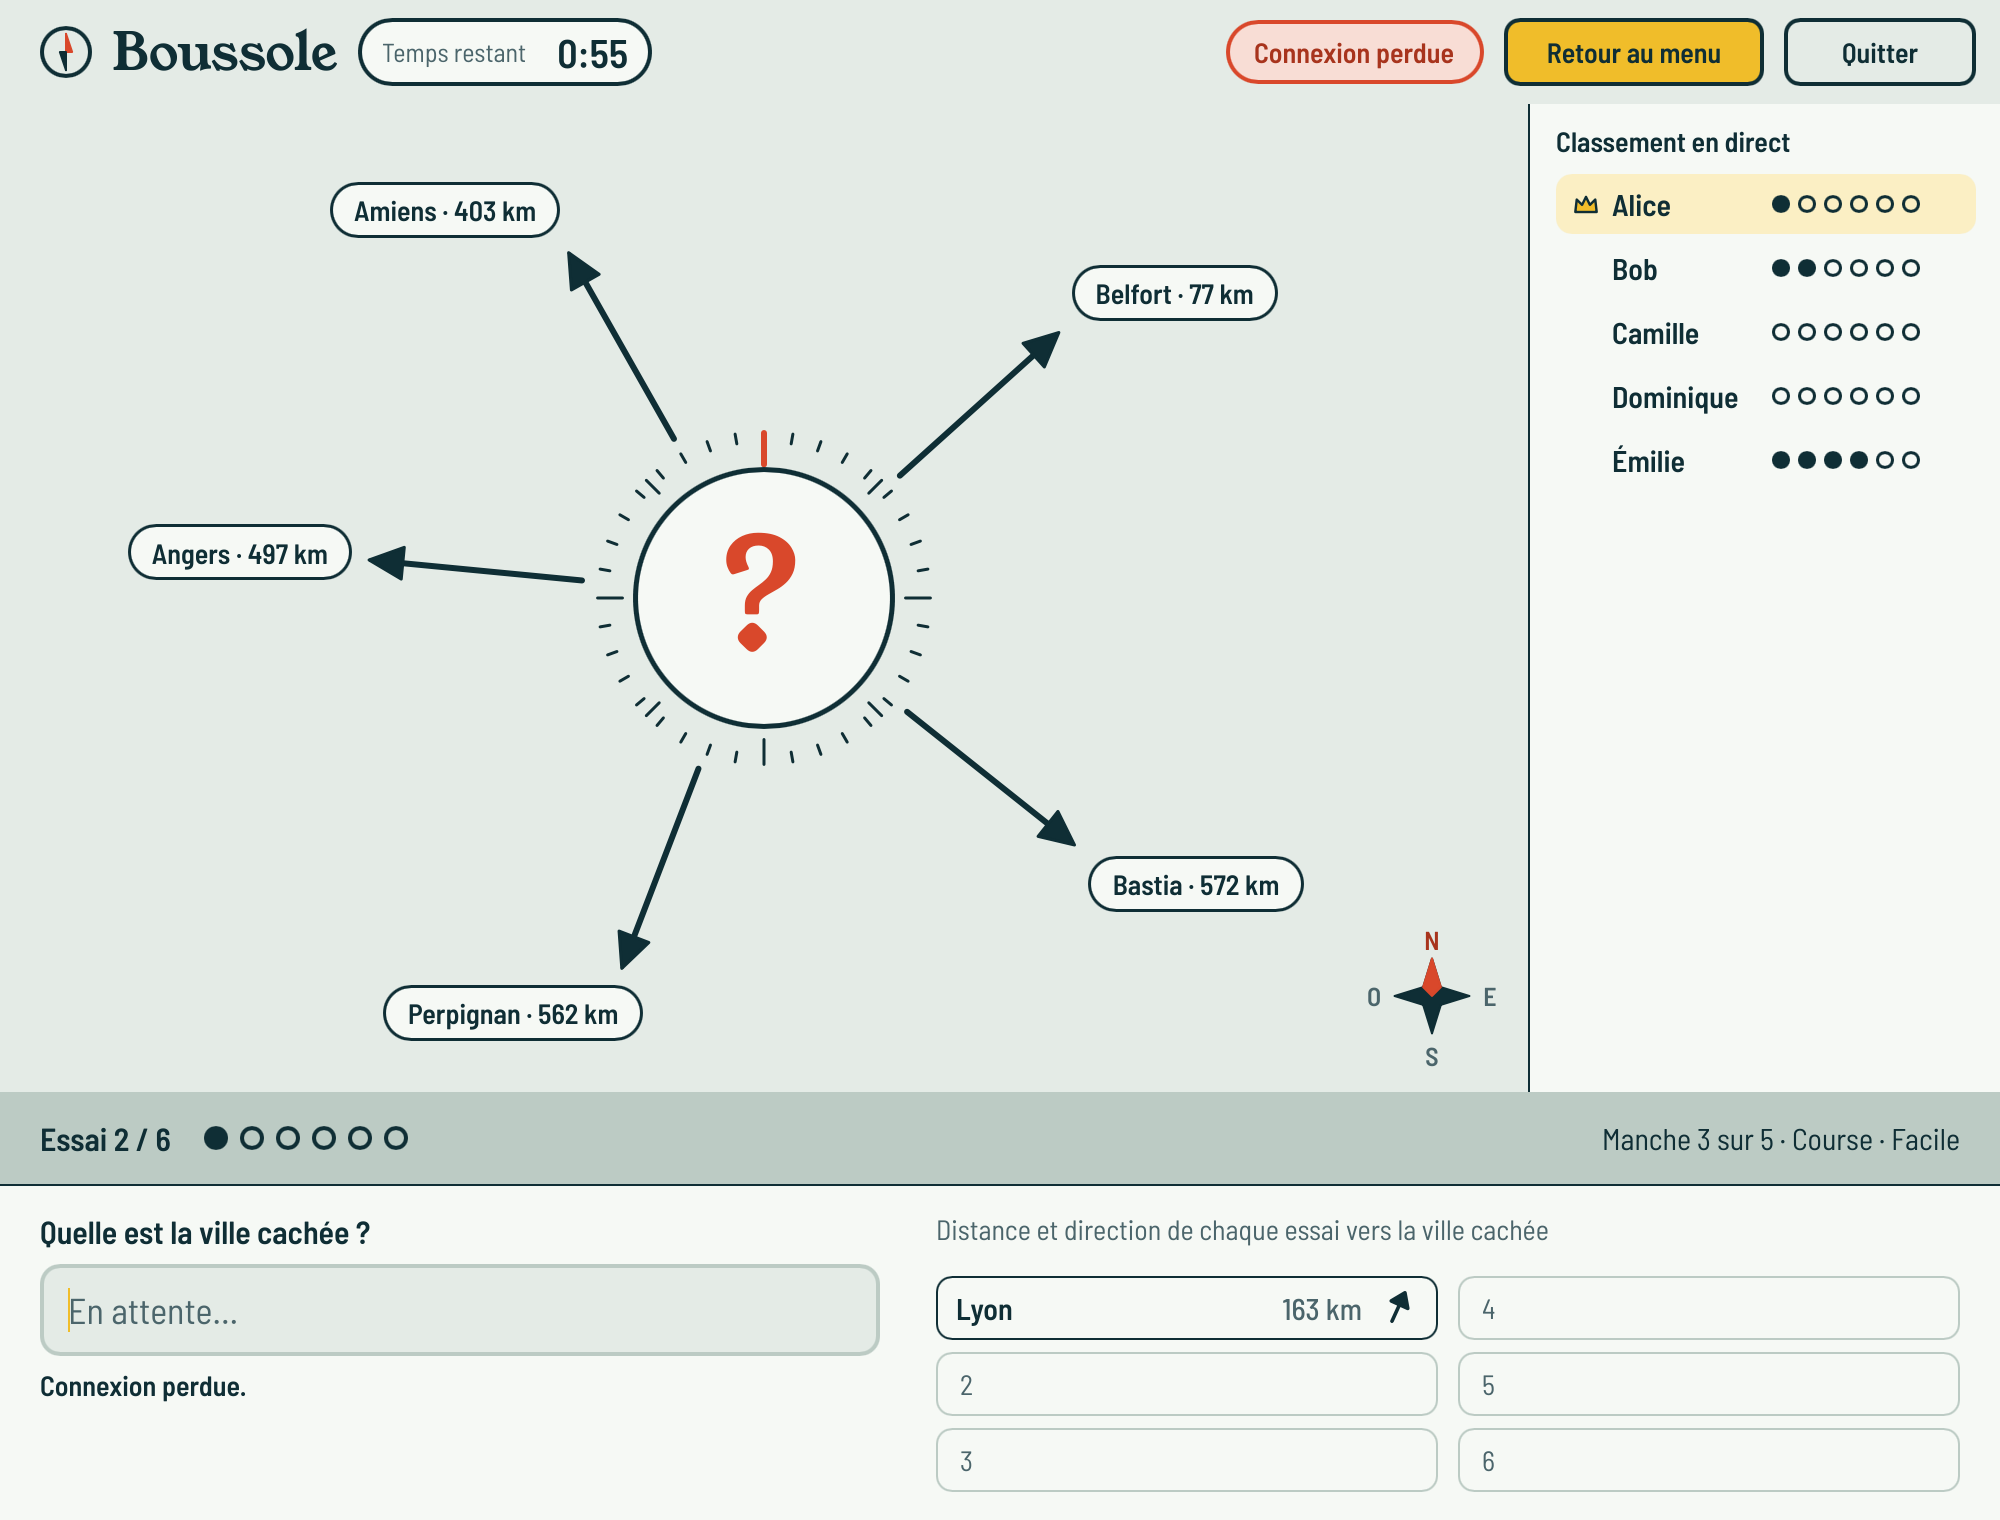 Boussole
Temps restant 0:55
Connexion perdue
Retour au menu
Quitter
Classement en direct
Alice
Bob
Camille
Dominique
Émilie
Amiens · 403 km
Belfort · 77 km
Angers · 497 km
?
Bastia · 572 km
Perpignan · 562 km
N
O E
S
Essai 2 / 6
Manche 3 sur 5 · Course · Facile
Quelle est la ville cachée ?
En attente...
Connexion perdue.
Distance et direction de chaque essai vers la ville cachée
Lyon 163 km
2
3
4
5
6